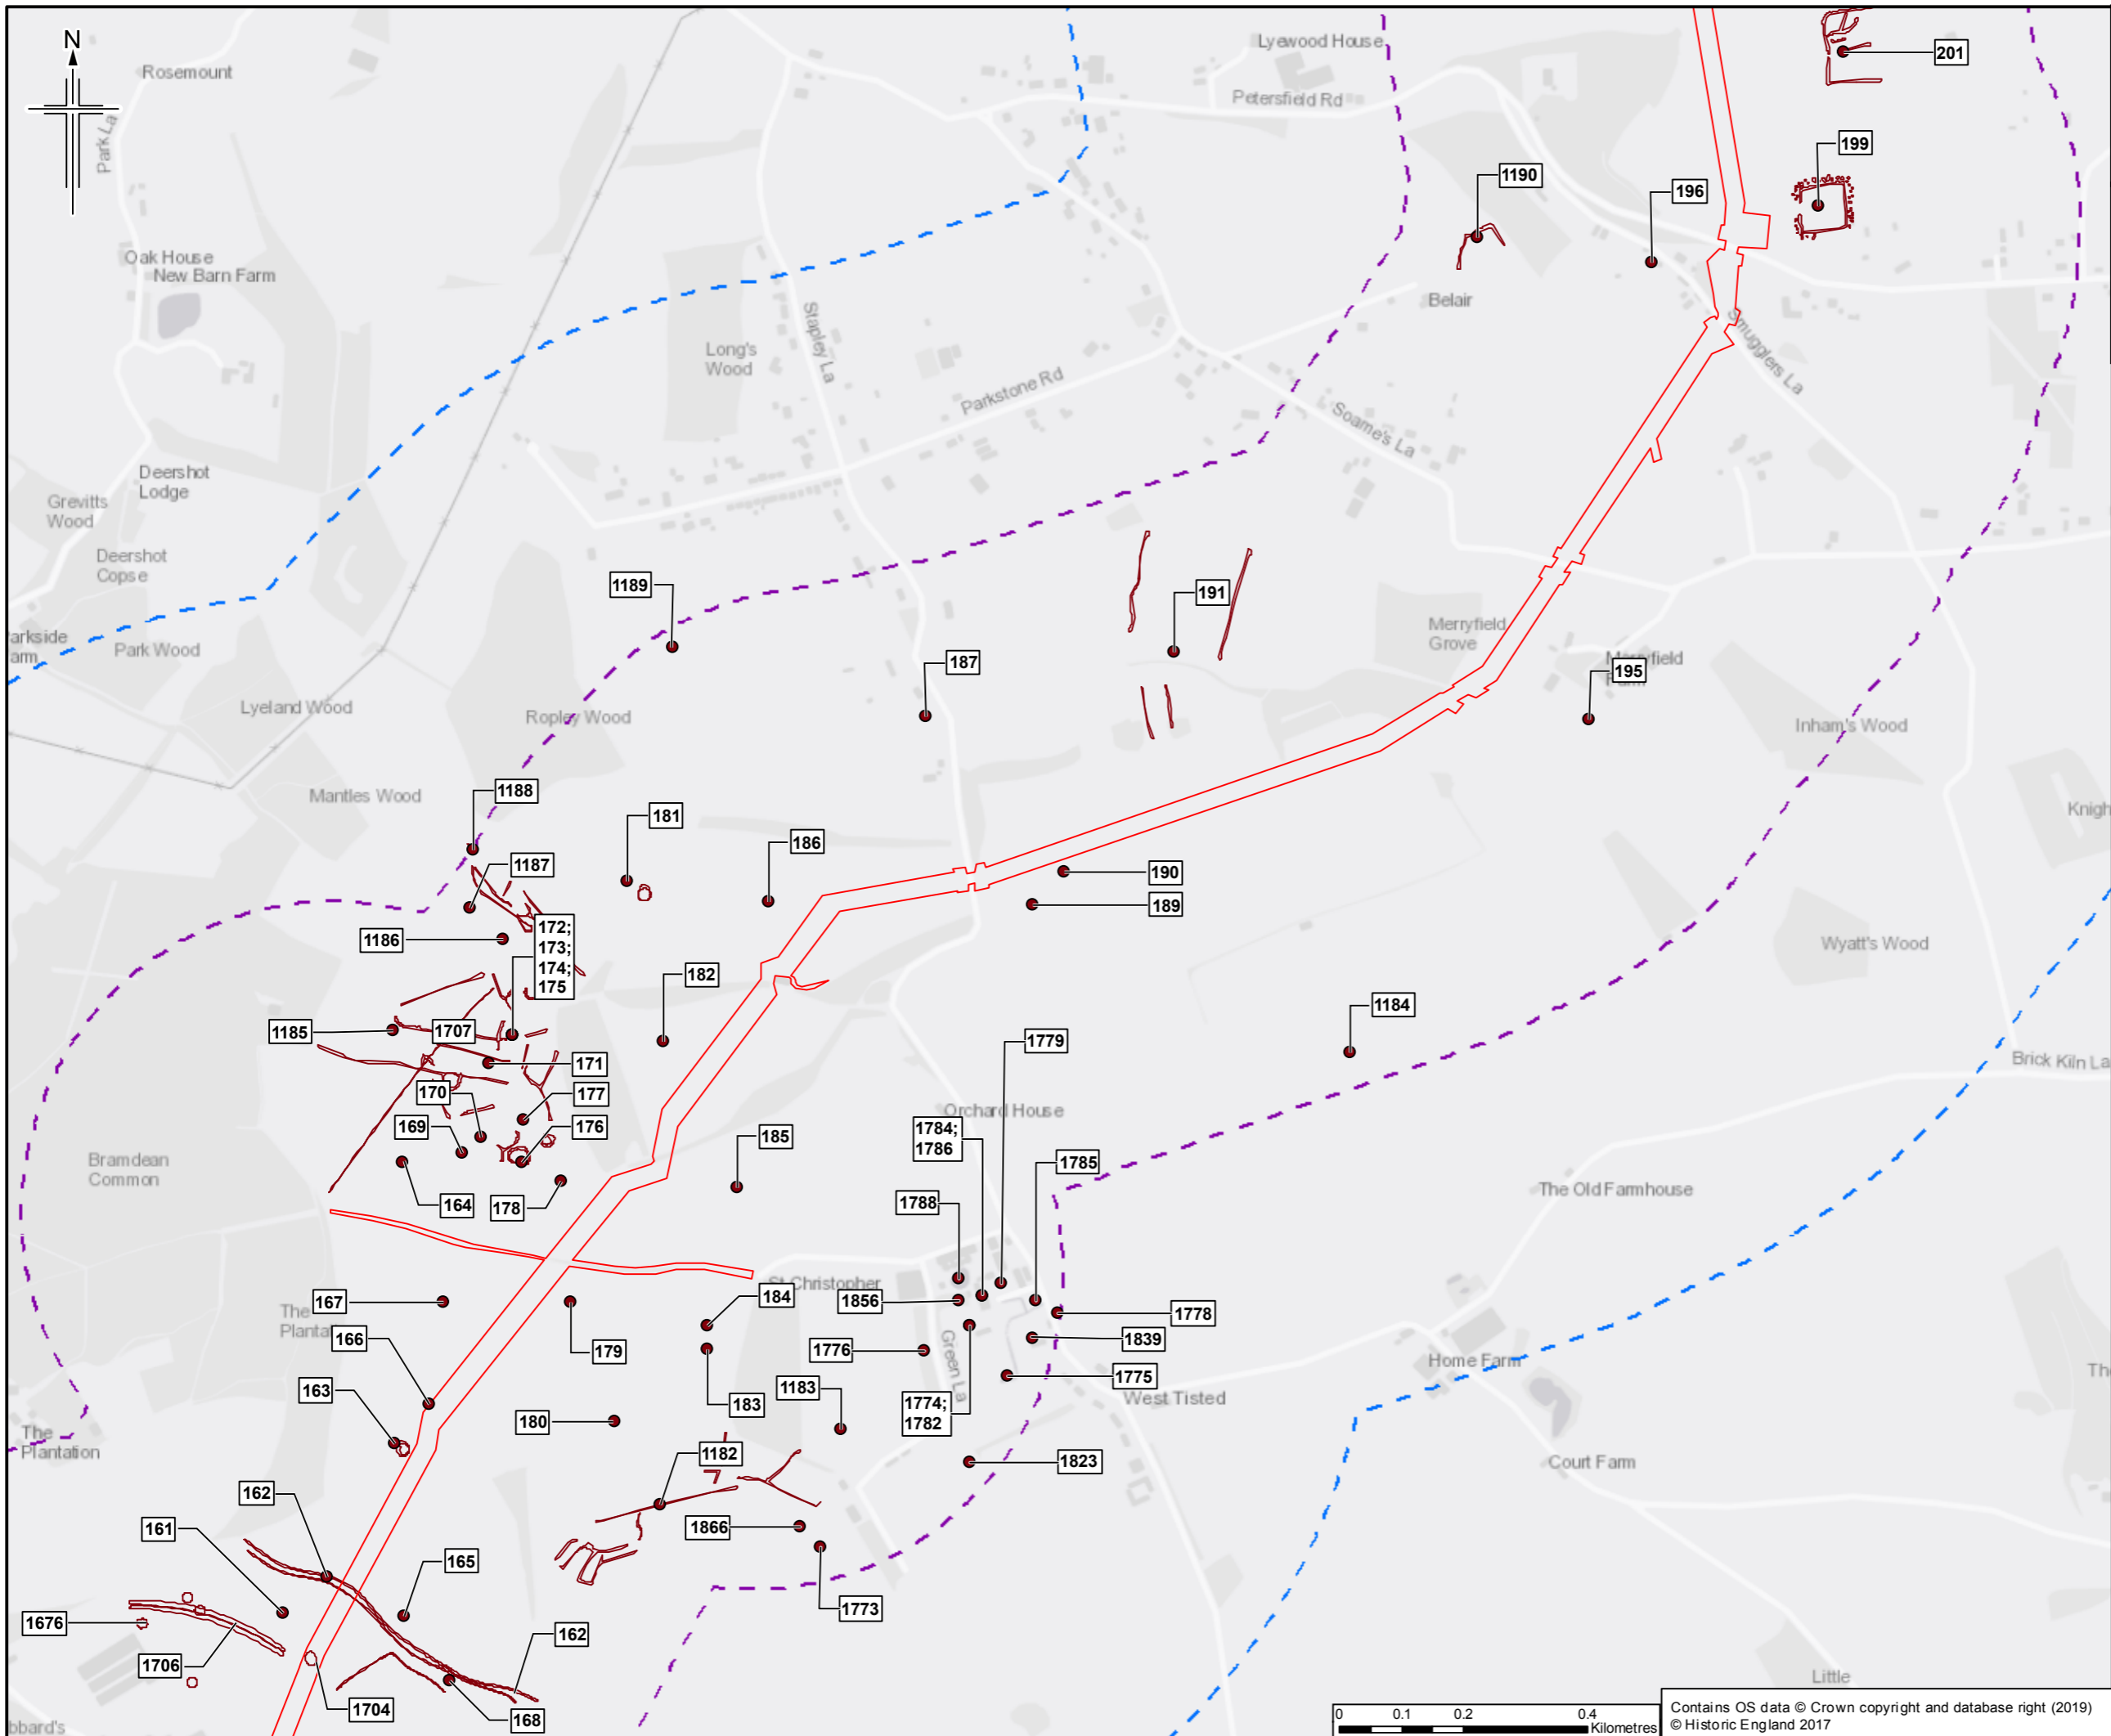 N
Rosemount
Park La
Lyewood House
Petersfield Rd
201
199
1190
196
Oak House
New Barn Farm
Stapley La
Long's
Wood
Parkstone Rd
Belair
Smugglers La
Soame's La
Deershot
Lodge
Grevitts
Wood
Deershot
Copse
1189
191
arkside
arm
Park Wood
Merryfield
Grove
187
Merryfield
195
Lyeland Wood
Ropley Wood
Inham's Wood
Mantles Wood
1188
181
186
Knigh
1187
190
189
172;
173;
174;
175
1186
Wyatt's Wood
182
1184
1185
1707
1779
171
Brick Kiln La
170
177
Orchard House
1784;
1786
169
176
185
1785
Bramdean
Common
164
178
1788
The Old Farmhouse
St Christopher
167
The
184
1856
1778
166
179
1776
Green La
1839
Home Farm
1775
163
183
1183
1774;
1782
West Tisted
180
The
Plantation
1182
1823
Court Farm
162
161
1866
165
1676
1773
162
1706
1704
168
Little
bbard's
0 0.1 0.2 0.4
Kilometres
Contains OS data © Crown copyright and database right (2019)
© Historic England 2017